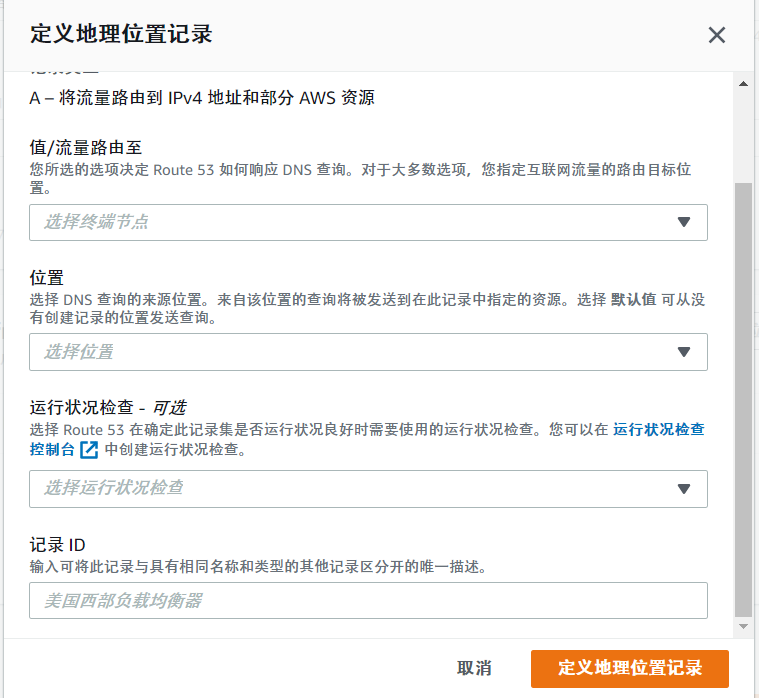 定义地理位置记录
A – 将流量路由到 IPv4 地址和部分 AWS 资源
值/流量路由至
您所选的选项决定 Route 53 如何响应 DNS 查询。对于大多数选项，您指定互联网流量的路由目标位
置。
选择终端节点
位置
选择 DNS 查询的来源位置。来自该位置的查询将被发送到在此记录中指定的资源。选择 默认值 可从没
有创建记录的位置发送查询。
选择位置
运行状况检查 - 可选
选择 Route 53 在确定此记录集是否运行状况良好时需要使用的运行状况检查。您可以在 运行状况检查
控制台 中创建运行状况检查。
选择运行状况检查
记录 ID
输入可将此记录与具有相同名称和类型的其他记录区分开的唯一描述。
美国西部负载均衡器
取消
定义地理位置记录